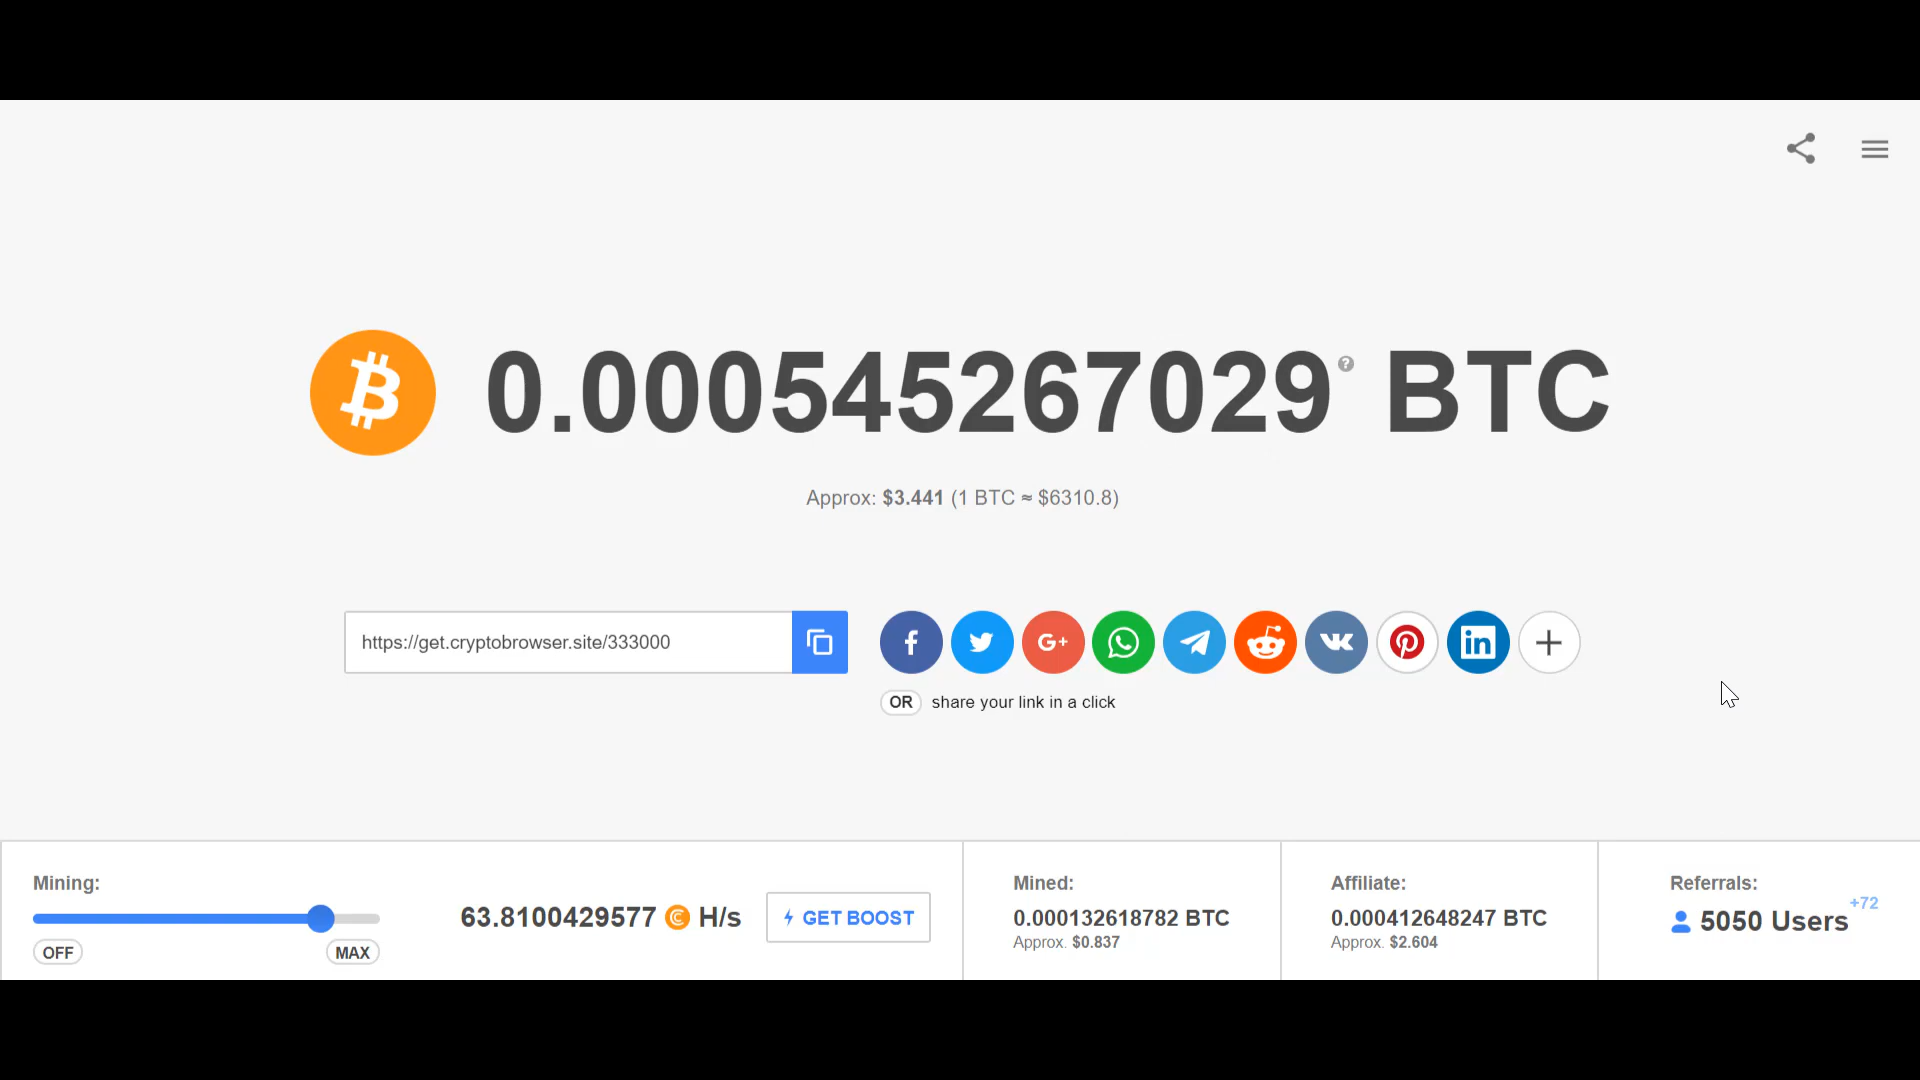 0.000545267029 ? BTC
Approx: $3.441 (1 BTC ≈ $6310.8)
https://get.cryptobrowser.site/333000
f G+ in +
OR share your link in a click
Mining:
OFF MAX
63.8100429577 H/s
GET BOOST
Mined:
0.000132618782 BTC
Approx. $0.837
Affiliate:
0.000412648247 BTC
Approx. $2.604
Referrals:
5050 Users +72